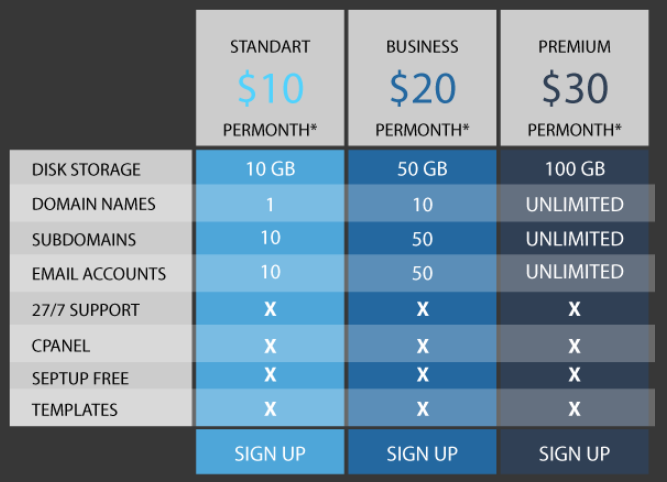 STANDART BUSINESS PREMIUM
$10 $20 $30
PERMONTH* PERMONTH* PERMONTH*
DISK STORAGE 10 GB 50 GB 100 GB
DOMAIN NAMES 1 10 UNLIMITED
SUBDOMAINS 10 50 UNLIMITED
EMAIL ACCOUNTS 10 50 UNLIMITED
27/7 SUPPORT X X X
CPANEL X X X
SEPTUP FREE X X X
TEMPLATES X X X
SIGN UP SIGN UP SIGN UP